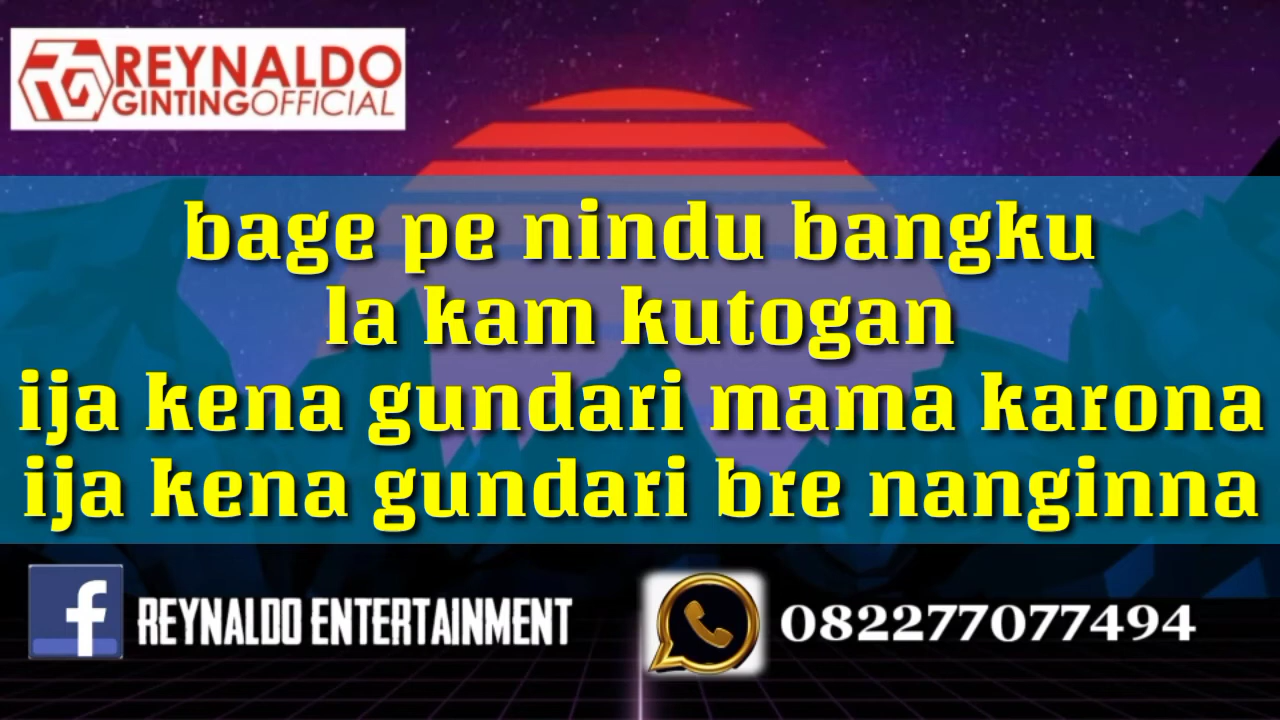 REYNALDO
GINTINGOFFICIAL
bage pe nindu bangku
la kam kutogan
ija kena gundari mama karona
ija kena gundari bre nanginna
REYNALDO ENTERTAINMENT
082277077494